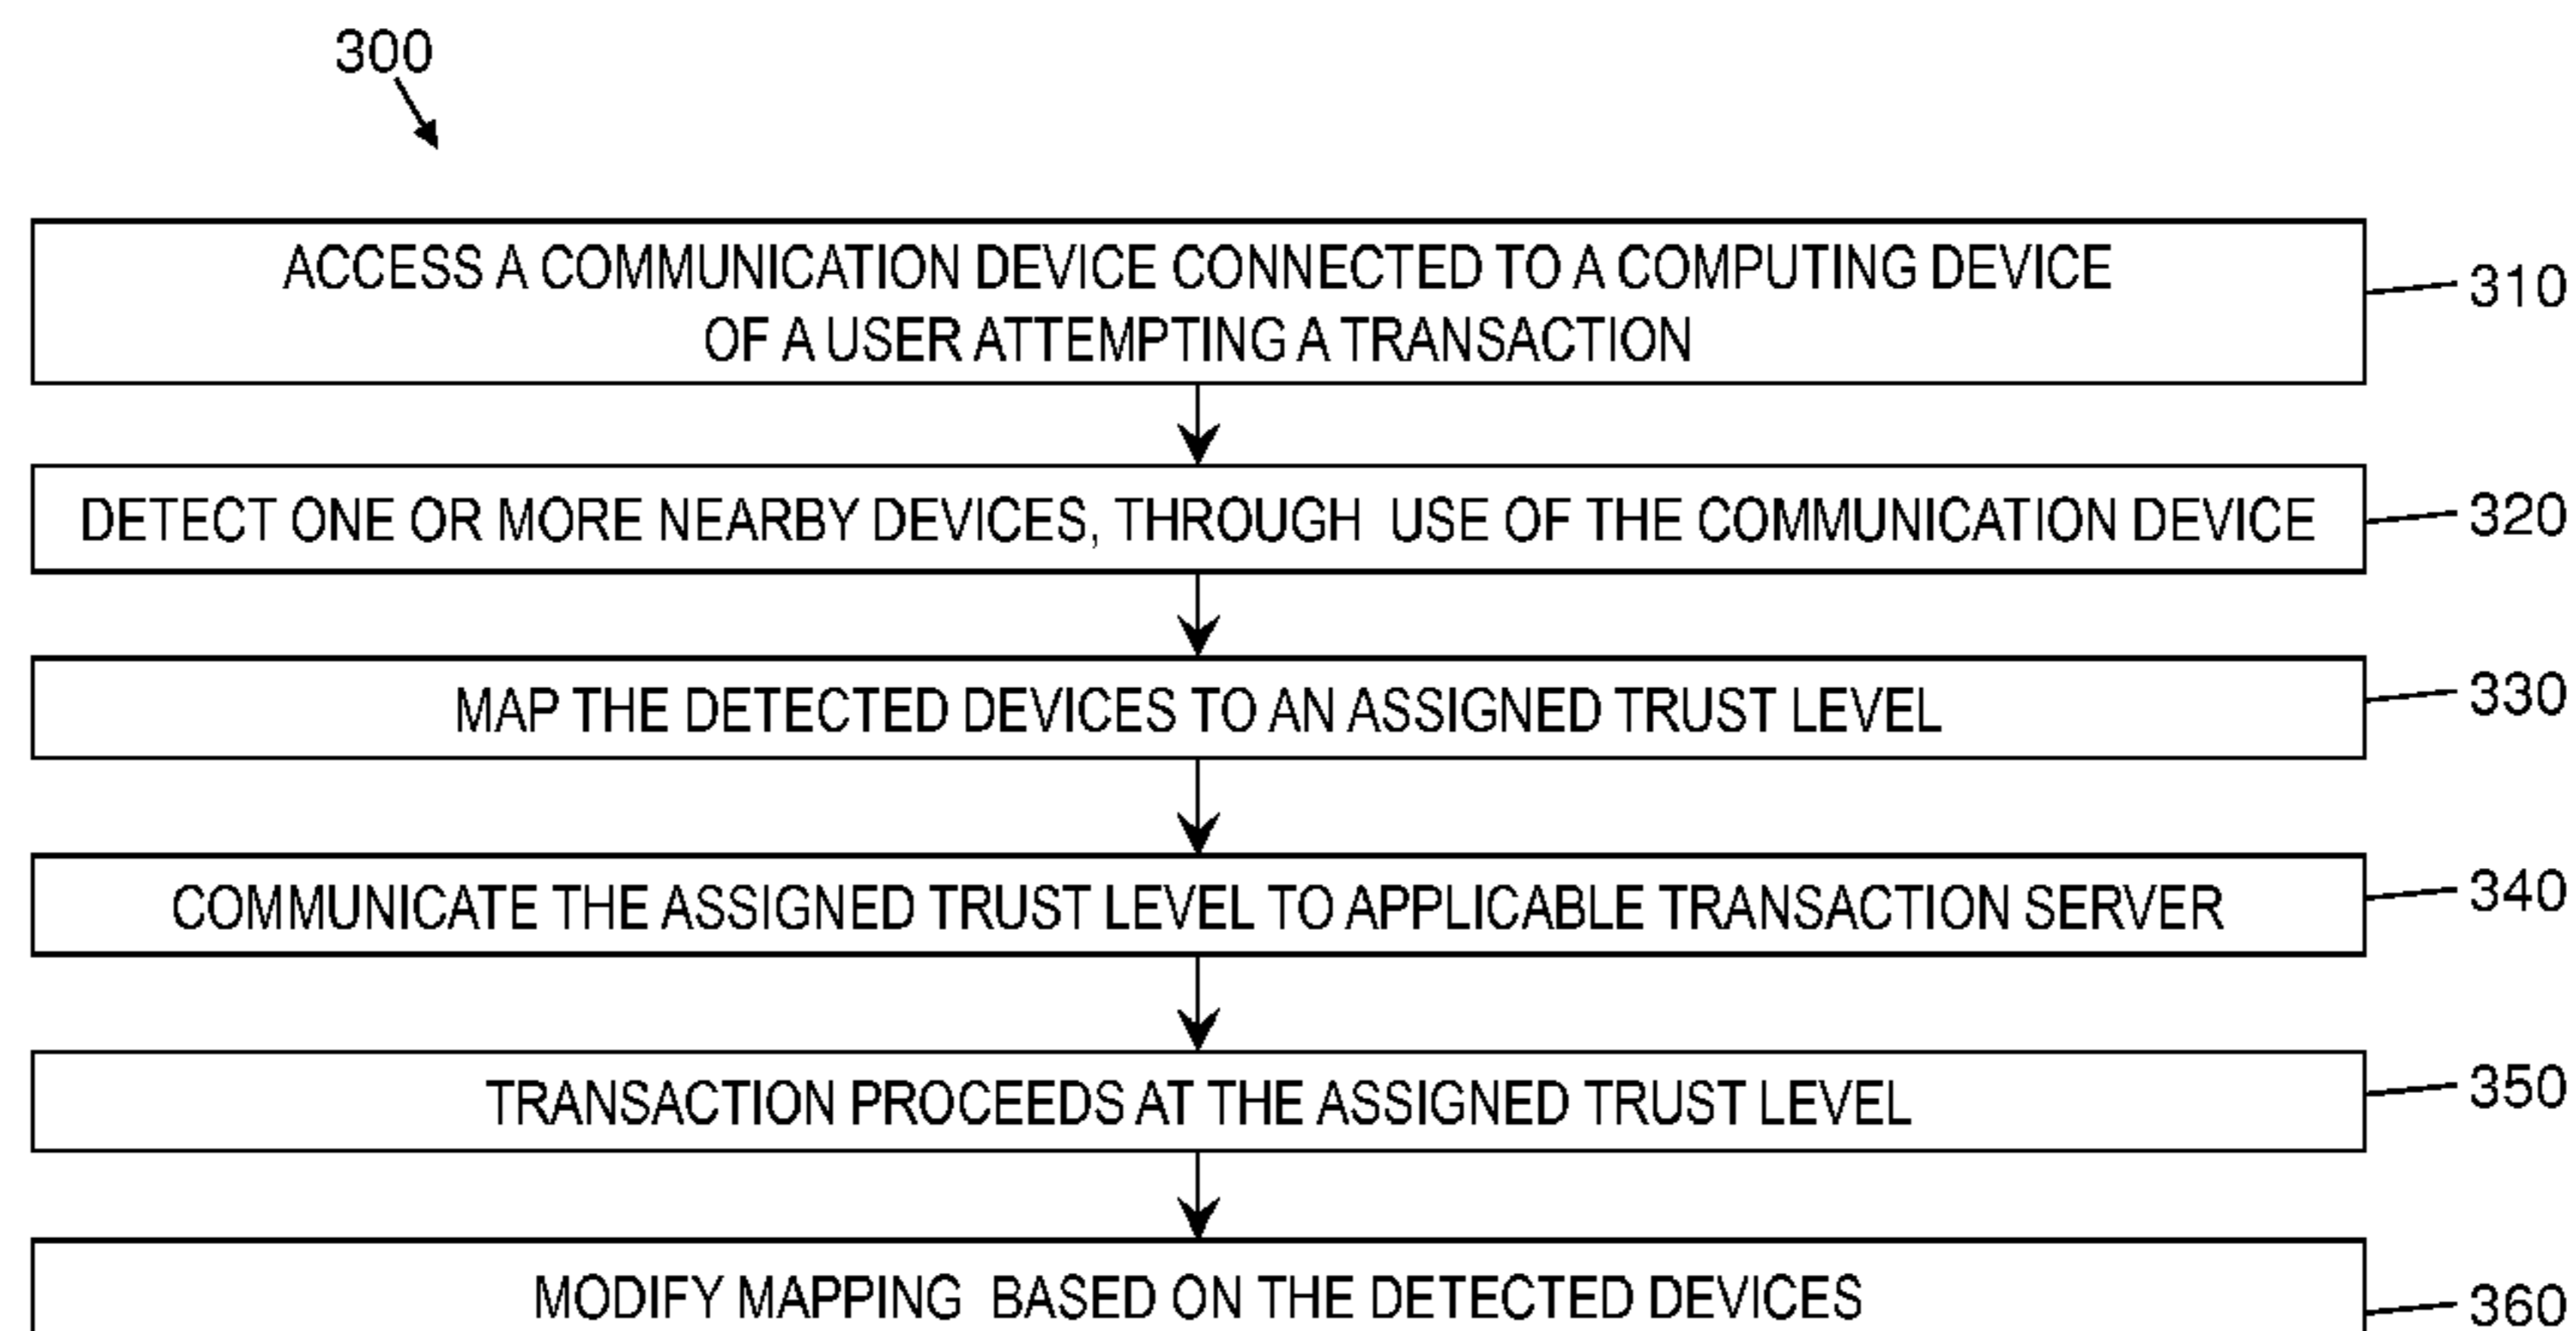 300
ACCESS A COMMUNICATION DEVICE CONNECTED TO A COMPUTING DEVICE
OF A USER ATTEMPTING A TRANSACTION
310
DETECT ONE OR MORE NEARBY DEVICES, THROUGH USE OF THE COMMUNICATION DEVICE
320
MAP THE DETECTED DEVICES TO AN ASSIGNED TRUST LEVEL
330
COMMUNICATE THE ASSIGNED TRUST LEVEL TO APPLICABLE TRANSACTION SERVER
340
TRANSACTION PROCEEDS AT THE ASSIGNED TRUST LEVEL
350
MODIFY MAPPING BASED ON THE DETECTED DEVICES
360